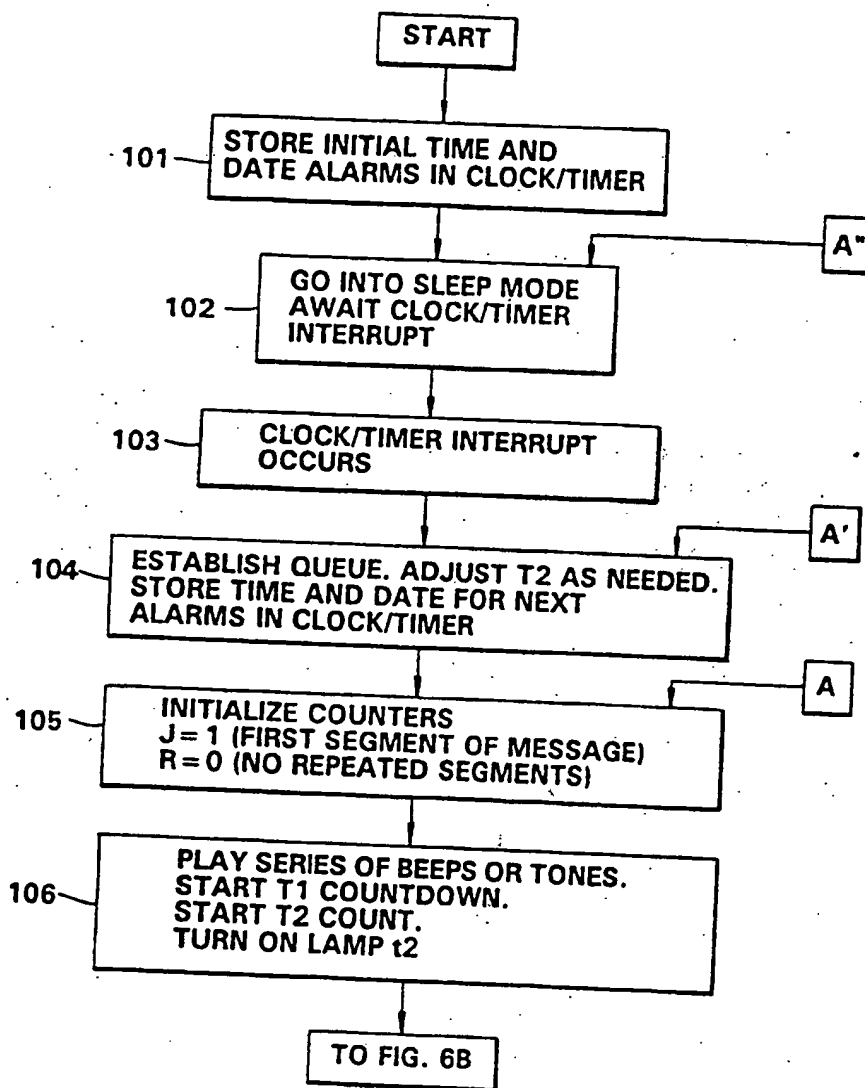 START
101
STORE INITIAL TIME AND
DATE ALARMS IN CLOCK/TIMER
A"
102
GO INTO SLEEP MODE
AWAIT CLOCK/TIMER
INTERRUPT
103
CLOCK/TIMER INTERRUPT
OCCURS
A'
104
ESTABLISH QUEUE. ADJUST T2 AS NEEDED.
STORE TIME AND DATE FOR NEXT
ALARMS IN CLOCK/TIMER
A
105
INITIALIZE COUNTERS
J=1 (FIRST SEGMENT OF MESSAGE)
R=0 (NO REPEATED SEGMENTS)
106
PLAY SERIES OF BEEPS OR TONES.
START T1 COUNTDOWN.
START T2 COUNT.
TURN ON LAMP t2
TO FIG. 6B